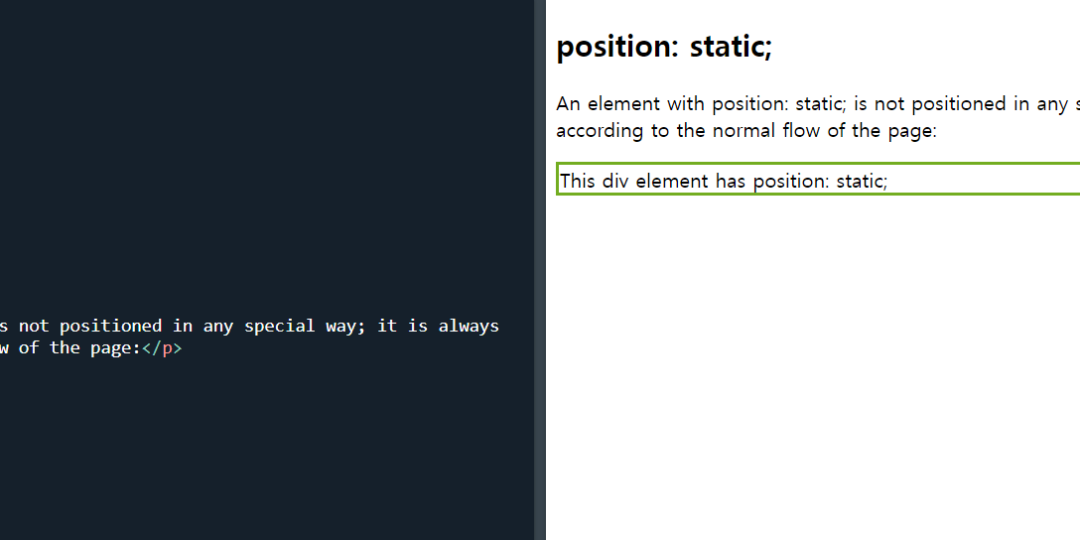 s not positioned in any special way; it is always
w of the page:</p>
position: static;
An element with position: static; is not positioned in any s
according to the normal flow of the page:
This div element has position: static;